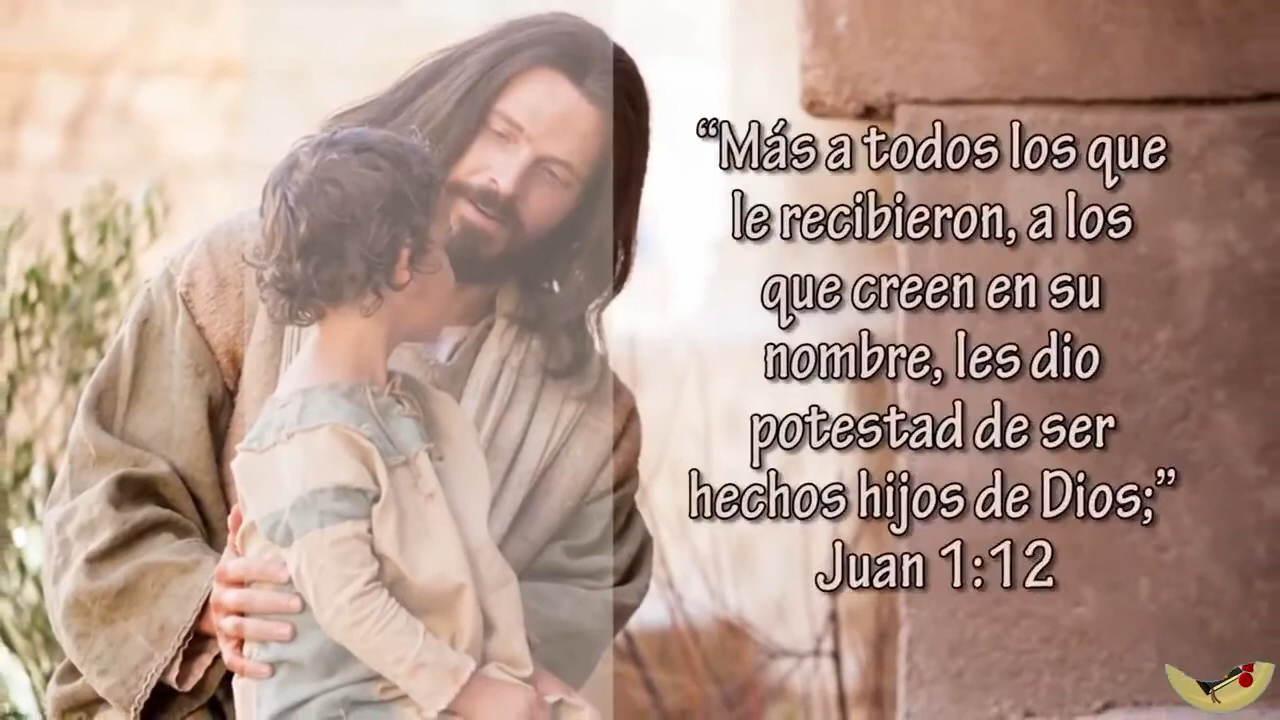 “Más a todos los que
le recibieron, a los
que creen en su
nombre, les dio
potestad de ser
hechos hijos de Dios;”
Juan 1:12